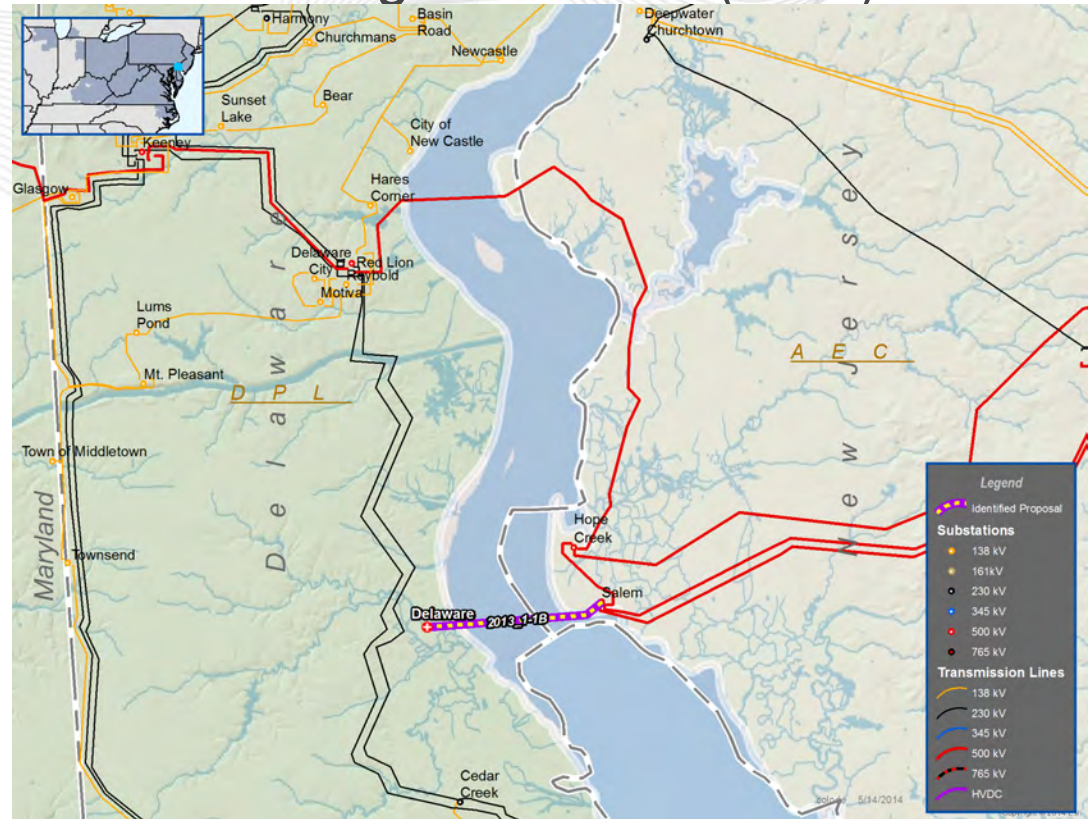 Harmony
Basin
Road
Churchmans
Newcastle
Deepwater
Churchtown
Bear
Sunset
Lake
City of
New Castle
Keeney
Glasgow
Hares
Corner
Delaware
City
Red Lion
Reybold
Motiva
Lums
Pond
Mt. Pleasant
D P L
A E C
Delaware
New Jersey
Maryland
Town of Middletown
Townsend
Hope
Creek
Salem
Delaware
2013_1-1B
Cedar
Creek
Legend
Identified Proposal
Substations
138 kV
161kV
230 kV
345 kV
500 kV
765 kV
Transmission Lines
138 kV
230 kV
345 kV
500 kV
765 kV
HVDC
5/14/2014